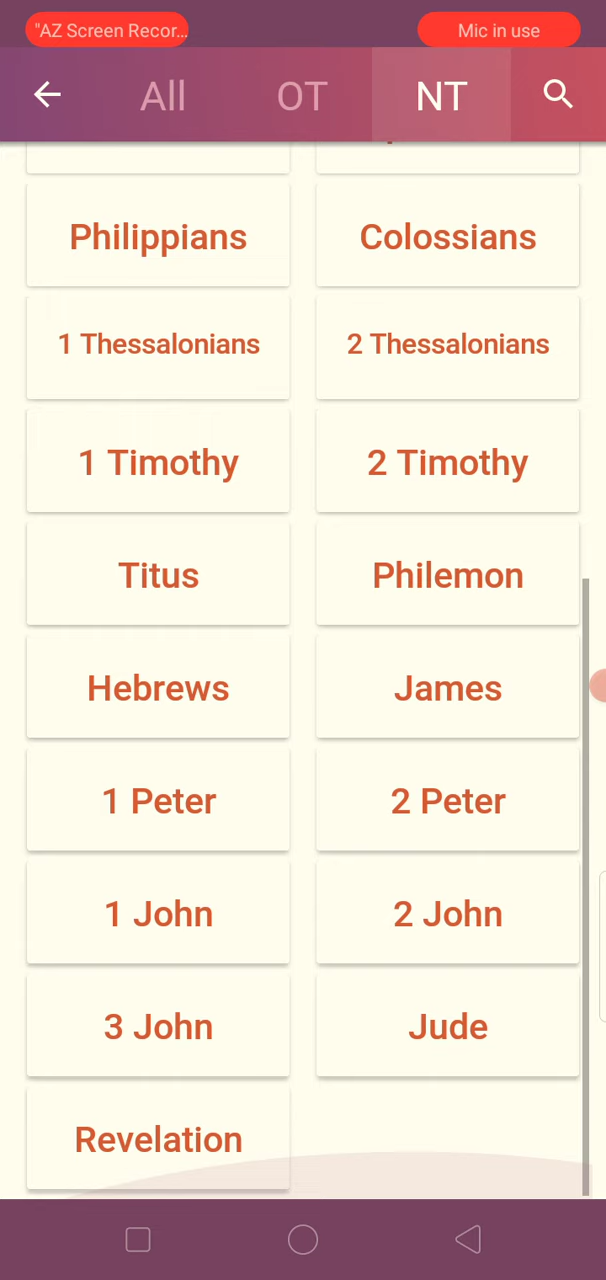 "AZ Screen Recor...
Mic in use
All OT NT
Philippians Colossians
1 Thessalonians 2 Thessalonians
1 Timothy 2 Timothy
Titus Philemon
Hebrews James
1 Peter 2 Peter
1 John 2 John
3 John Jude
Revelation